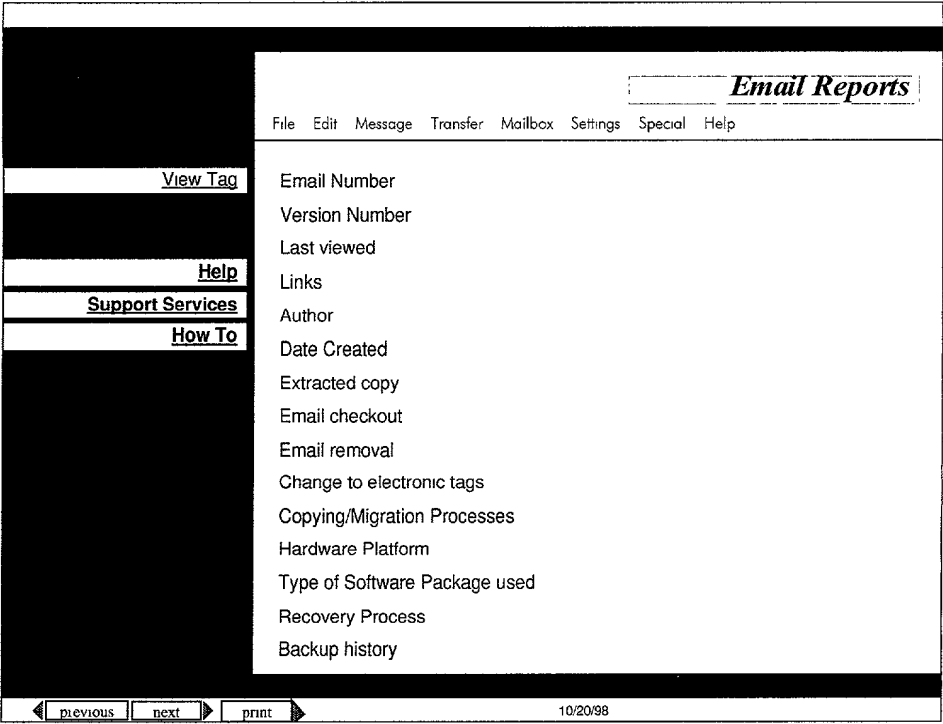 Email Reports
File Edit Message Transfer Mailbox Settings Special Help
View Tag
Help
Support Services
How To
Email Number
Version Number
Last viewed
Links
Author
Date Created
Extracted copy
Email checkout
Email removal
Change to electronic tags
Copying/Migration Processes
Hardware Platform
Type of Software Package used
Recovery Process
Backup history
previous next print 10/20/98